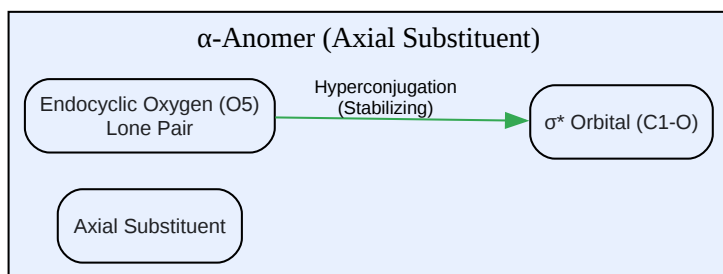 α-Anomer (Axial Substituent)
Endocyclic Oxygen (O5)
Lone Pair
Hyperconjugation
(Stabilizing)
σ* Orbital (C1-O)
Axial Substituent